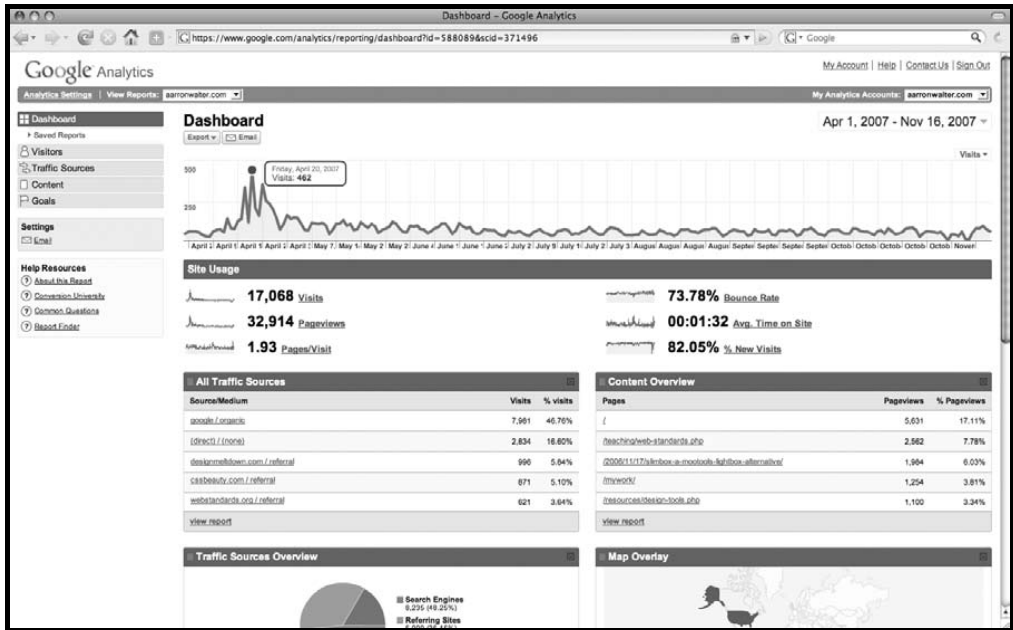 Dashboard – Google Analytics
https://www.google.com/analytics/reporting/dashboard?id=588089&scid=371496
Google
Google Analytics
My Account | Help | Contact Us | Sign Out
Analytics Settings | View Reports: aarronwalter.com
My Analytics Accounts: aarronwalter.com
Dashboard
Saved Reports
Visitors
Traffic Sources
Content
Goals
Settings
Email
Help Resources
About this Report
Conversion University
Common Questions
Report Finder
Dashboard
Apr 1, 2007 - Nov 16, 2007
Export Email
Visits
500
250
Friday, April 20, 2007
Visits: 462
Site Usage
17,068 Visits
73.78% Bounce Rate
32,914 Pageviews
00:01:32 Avg. Time on Site
1.93 Pages/Visit
82.05% % New Visits
All Traffic Sources
Source/Medium Visits % visits
google / organic 7,981 46.76%
(direct) / (none) 2,834 16.60%
designmeltdown.com / referral 996 5.84%
cssbeauty.com / referral 871 5.10%
webstandards.org / referral 621 3.64%
view report
Content Overview
Pages Pageviews % Pageviews
/ 5,631 17.11%
/teaching/web-standards.php 2,562 7.78%
/2006/11/17/slimbox-a-mootools-lightbox-alternative/ 1,984 6.03%
/mywork/ 1,254 3.81%
/resources/design-tools.php 1,100 3.34%
view report
Traffic Sources Overview
Search Engines
8,235 (48.25%)
Referring Sites
Map Overlay